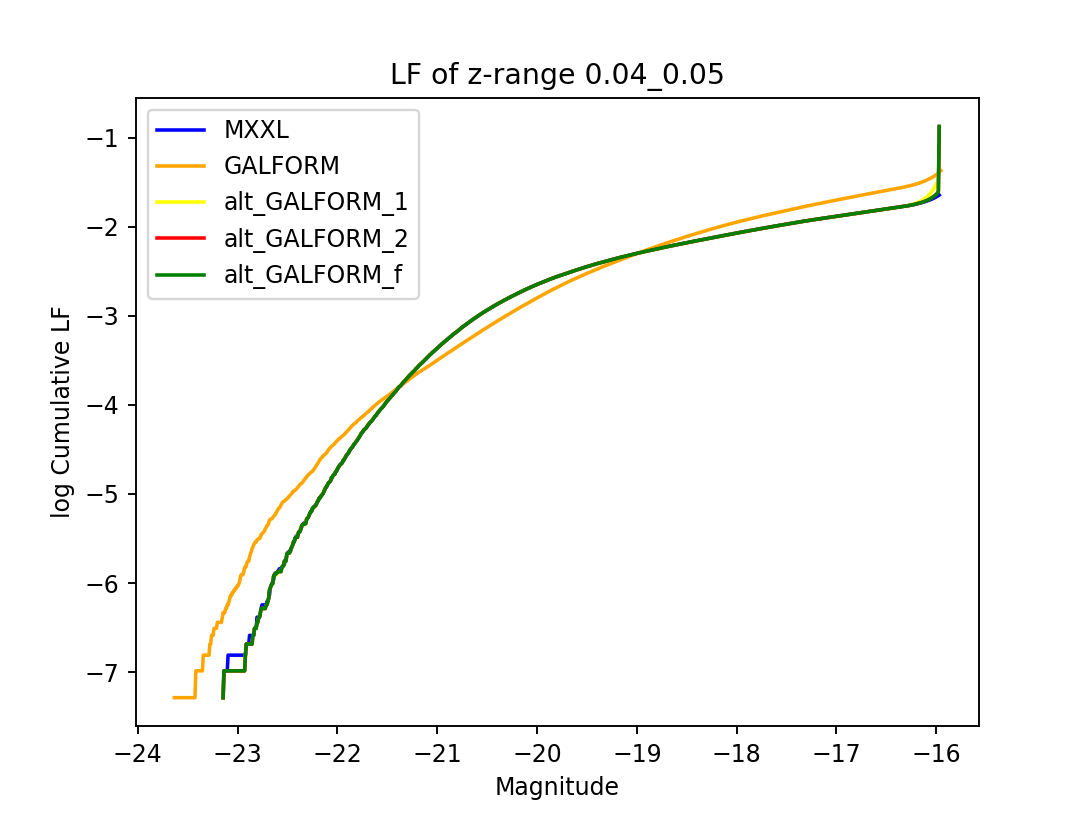 LF of z-range 0.04_0.05
MXXL
GALFORM
alt_GALFORM_1
alt_GALFORM_2
alt_GALFORM_f
log Cumulative LF
−1
−2
−3
−4
−5
−6
−7
−24 −23 −22 −21 −20 −19 −18 −17 −16
Magnitude